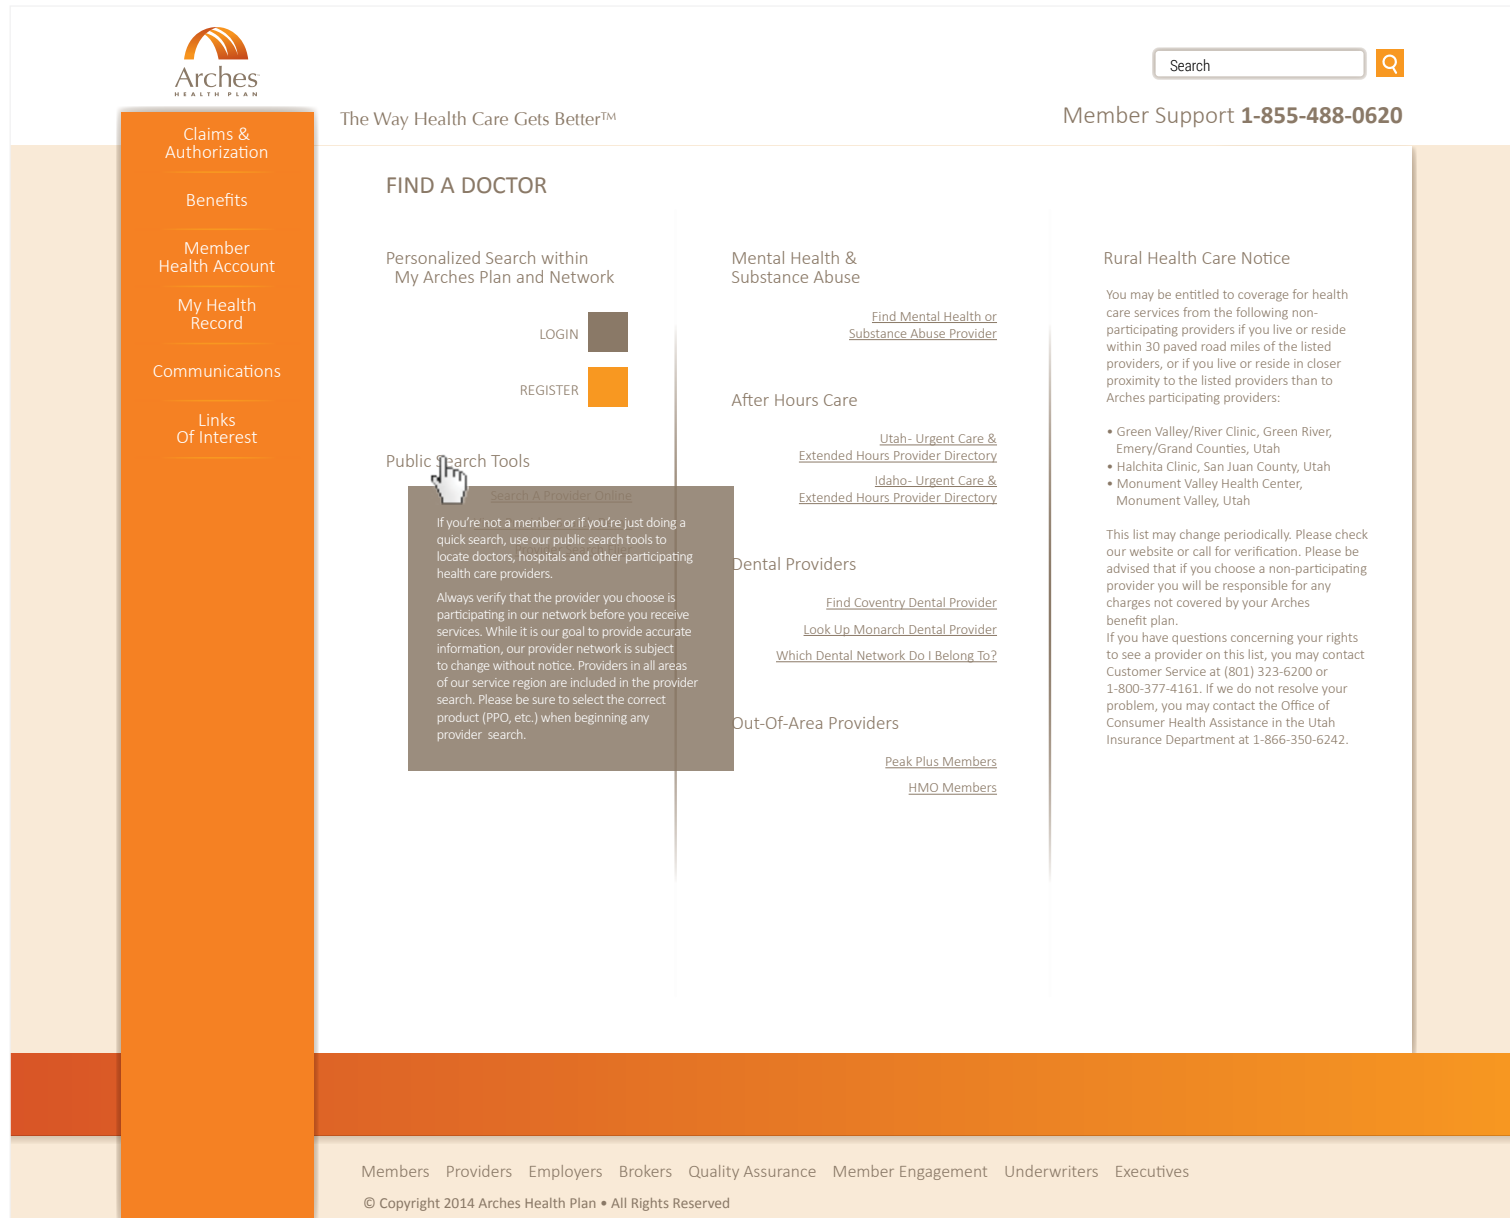 Arches
HEALTH PLAN
Search
The Way Health Care Gets Better™
Member Support 1-855-488-0620
Claims &
Authorization
Benefits
Member
Health Account
My Health
Record
Communications
Links
Of Interest
FIND A DOCTOR
Personalized Search within
My Arches Plan and Network
LOGIN
REGISTER
Public Search Tools
Search A Provider Online
Provider Search Flier
If you're not a member or if you're just doing a
quick search, use our public search tools to
locate doctors, hospitals and other participating
health care providers.
Always verify that the provider you choose is
participating in our network before you receive
services. While it is our goal to provide accurate
information, our provider network is subject
to change without notice. Providers in all areas
of our service region are included in the provider
search. Please be sure to select the correct
product (PPO, etc.) when beginning any
provider search.
Mental Health &
Substance Abuse
Find Mental Health or
Substance Abuse Provider
After Hours Care
Utah- Urgent Care &
Extended Hours Provider Directory
Idaho- Urgent Care &
Extended Hours Provider Directory
Dental Providers
Find Coventry Dental Provider
Look Up Monarch Dental Provider
Which Dental Network Do I Belong To?
Out-Of-Area Providers
Peak Plus Members
HMO Members
Rural Health Care Notice
You may be entitled to coverage for health
care services from the following non-
participating providers if you live or reside
within 30 paved road miles of the listed
providers, or if you live or reside in closer
proximity to the listed providers than to
Arches participating providers:
• Green Valley/River Clinic, Green River,
Emery/Grand Counties, Utah
• Halchita Clinic, San Juan County, Utah
• Monument Valley Health Center,
Monument Valley, Utah
This list may change periodically. Please check
our website or call for verification. Please be
advised that if you choose a non-participating
provider you will be responsible for any
charges not covered by your Arches
benefit plan.
If you have questions concerning your rights
to see a provider on this list, you may contact
Customer Service at (801) 323-6200 or
1-800-377-4161. If we do not resolve your
problem, you may contact the Office of
Consumer Health Assistance in the Utah
Insurance Department at 1-866-350-6242.
Members Providers Employers Brokers Quality Assurance Member Engagement Underwriters Executives
© Copyright 2014 Arches Health Plan • All Rights Reserved